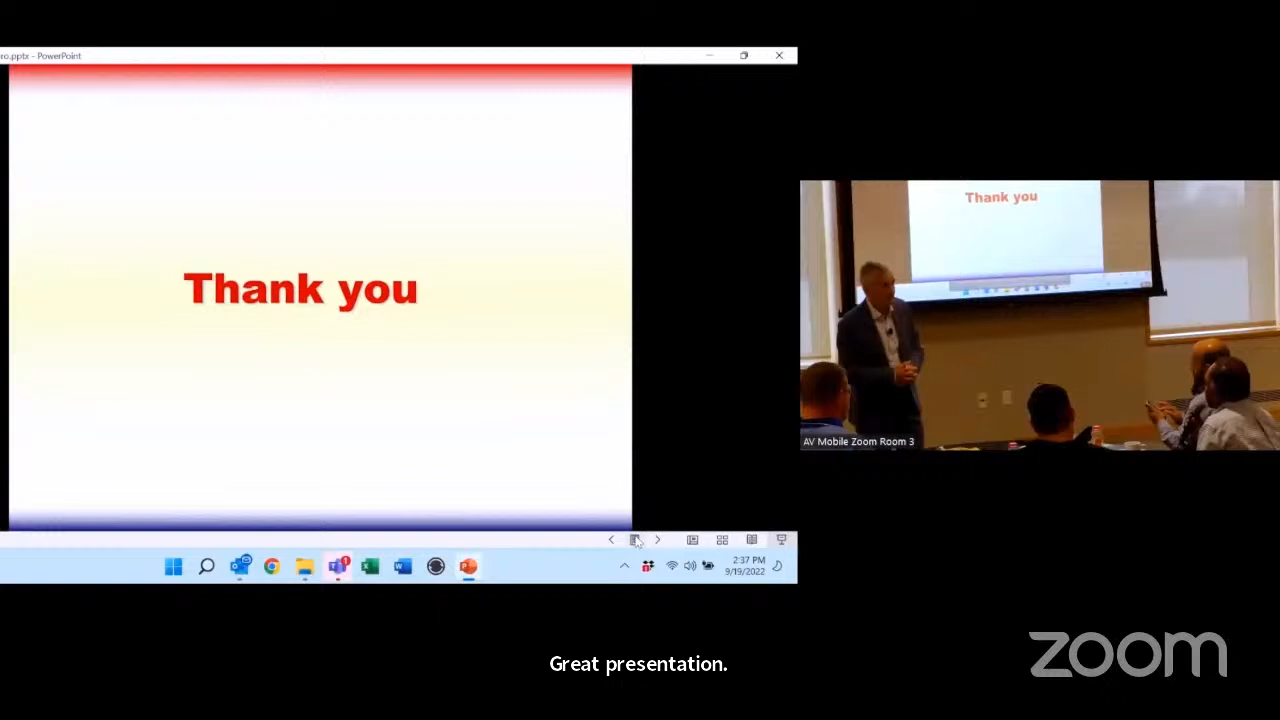 ro.pptx - PowerPoint
Thank you
Thank you
AV Mobile Zoom Room 3
2:37 PM
9/19/2022
Great presentation.
zoom